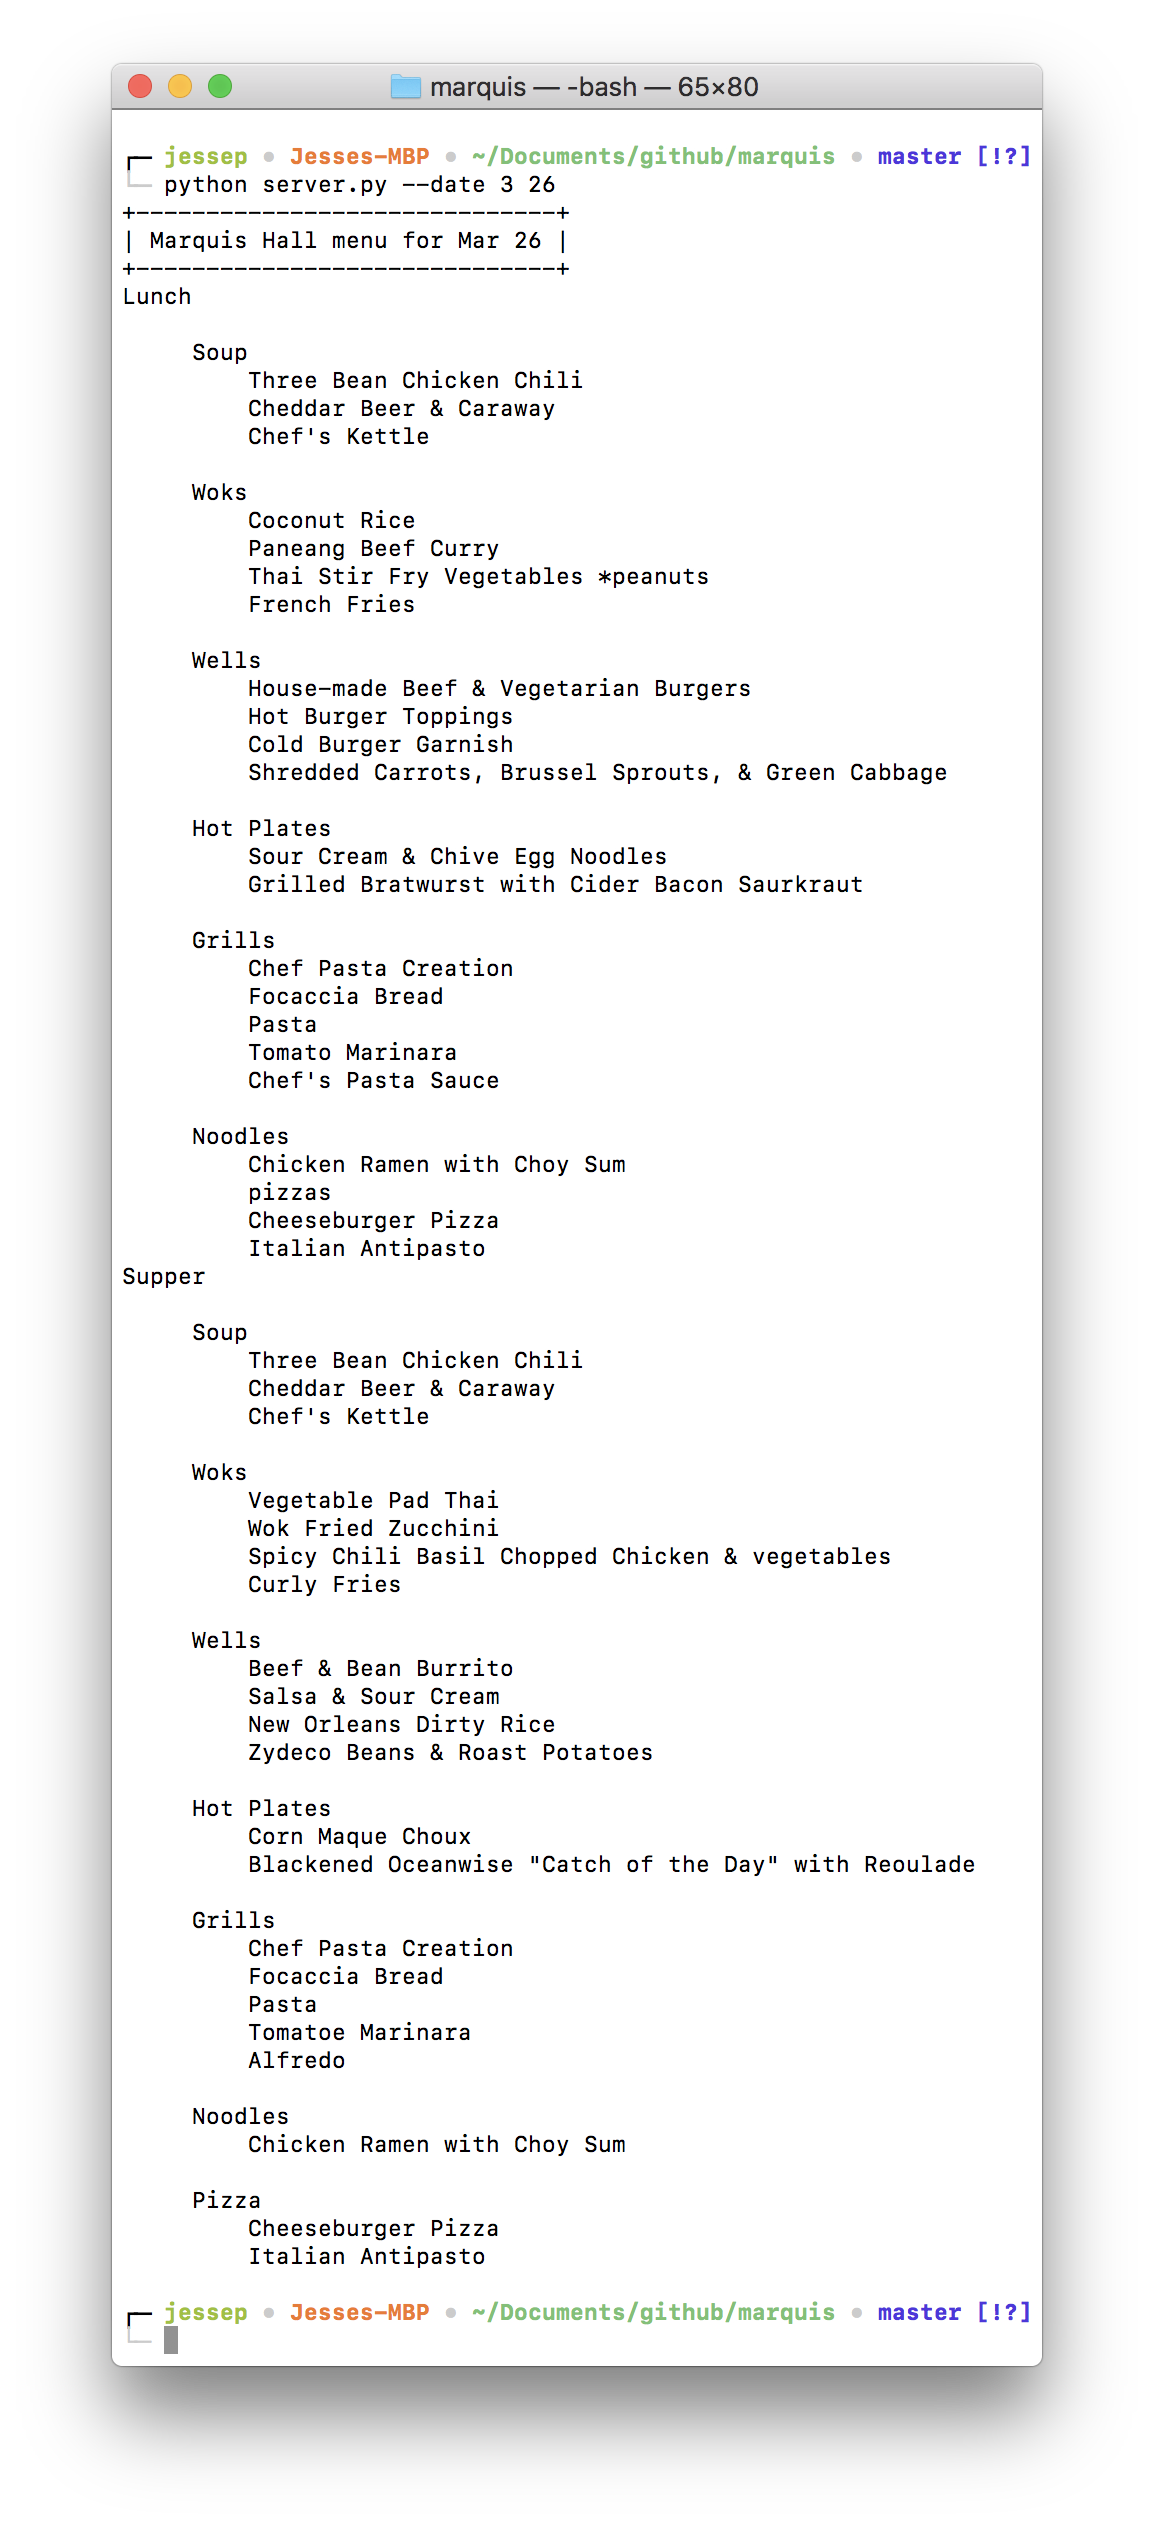 marquis — -bash — 65×80
jessep • Jesses-MBP • ~/Documents/github/marquis • master [!?]
python server.py --date 3 26
+------------------------------+
| Marquis Hall menu for Mar 26 |
+------------------------------+
Lunch
Soup
Three Bean Chicken Chili
Cheddar Beer & Caraway
Chef's Kettle
Woks
Coconut Rice
Paneang Beef Curry
Thai Stir Fry Vegetables *peanuts
French Fries
Wells
House-made Beef & Vegetarian Burgers
Hot Burger Toppings
Cold Burger Garnish
Shredded Carrots, Brussel Sprouts, & Green Cabbage
Hot Plates
Sour Cream & Chive Egg Noodles
Grilled Bratwurst with Cider Bacon Saurkraut
Grills
Chef Pasta Creation
Focaccia Bread
Pasta
Tomato Marinara
Chef's Pasta Sauce
Noodles
Chicken Ramen with Choy Sum
pizzas
Cheeseburger Pizza
Italian Antipasto
Supper
Soup
Three Bean Chicken Chili
Cheddar Beer & Caraway
Chef's Kettle
Woks
Vegetable Pad Thai
Wok Fried Zucchini
Spicy Chili Basil Chopped Chicken & vegetables
Curly Fries
Wells
Beef & Bean Burrito
Salsa & Sour Cream
New Orleans Dirty Rice
Zydeco Beans & Roast Potatoes
Hot Plates
Corn Maque Choux
Blackened Oceanwise "Catch of the Day" with Reoulade
Grills
Chef Pasta Creation
Focaccia Bread
Pasta
Tomatoe Marinara
Alfredo
Noodles
Chicken Ramen with Choy Sum
Pizza
Cheeseburger Pizza
Italian Antipasto
jessep • Jesses-MBP • ~/Documents/github/marquis • master [!?]